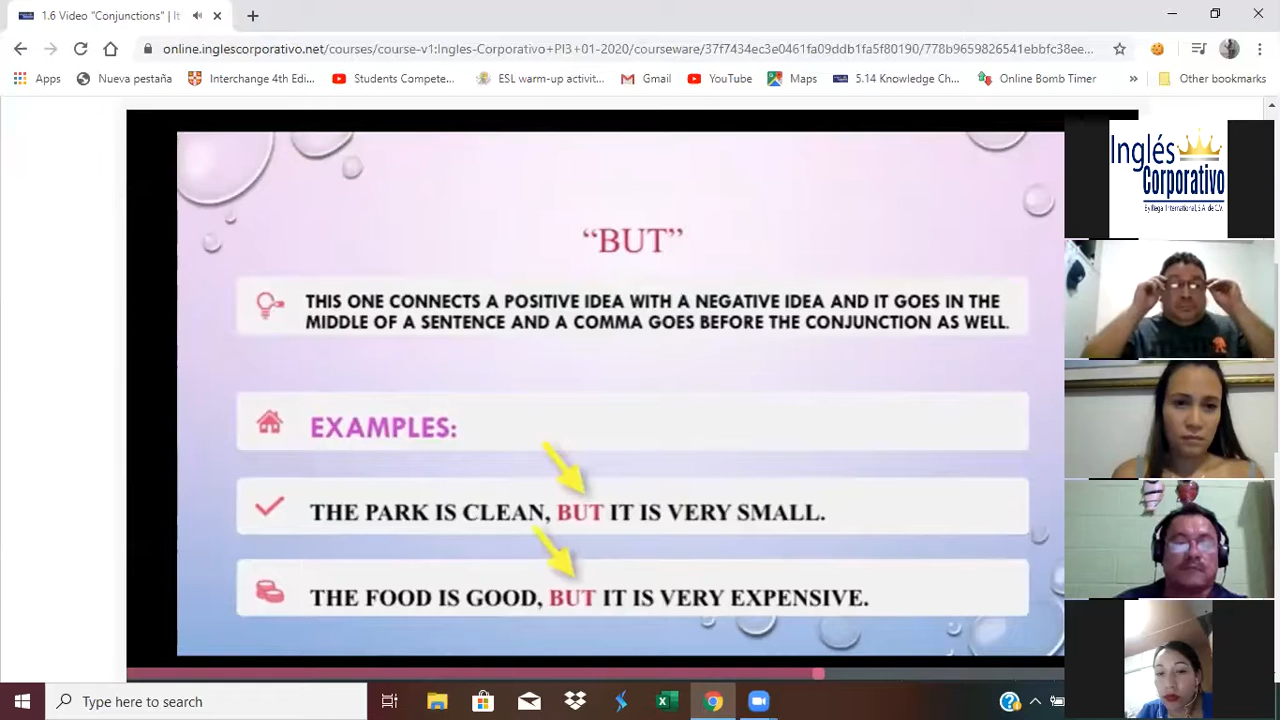 1.6 Video "Conjunctions" | It
online.inglescorporativo.net/courses/course-v1:Ingles-Corporativo+PI3+01-2020/courseware/37f7434ec3e0461fa09ddb1fa5f80190/778b9659826541ebbfc38ee...
Apps
Nueva pestaña
Interchange 4th Edi...
Students Compete...
ESL warm-up activit...
Gmail
YouTube
Maps
5.14 Knowledge Ch...
Online Bomb Timer
»
Other bookmarks
"BUT"
THIS ONE CONNECTS A POSITIVE IDEA WITH A NEGATIVE IDEA AND IT GOES IN THE
MIDDLE OF A SENTENCE AND A COMMA GOES BEFORE THE CONJUNCTION AS WELL.
EXAMPLES:
THE PARK IS CLEAN, BUT IT IS VERY SMALL.
THE FOOD IS GOOD, BUT IT IS VERY EXPENSIVE.
Inglés
Corporativo
Type here to search